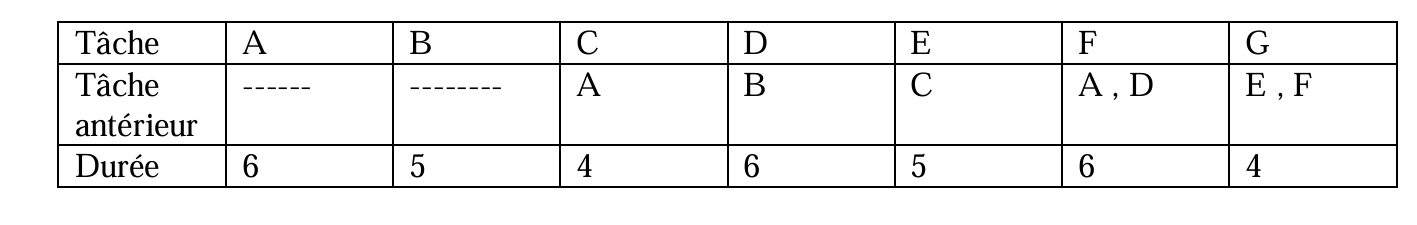 Tâche A B C D E F G
Tâche ------ -------- A B C A , D E , F
antérieur
Durée 6 5 4 6 5 6 4